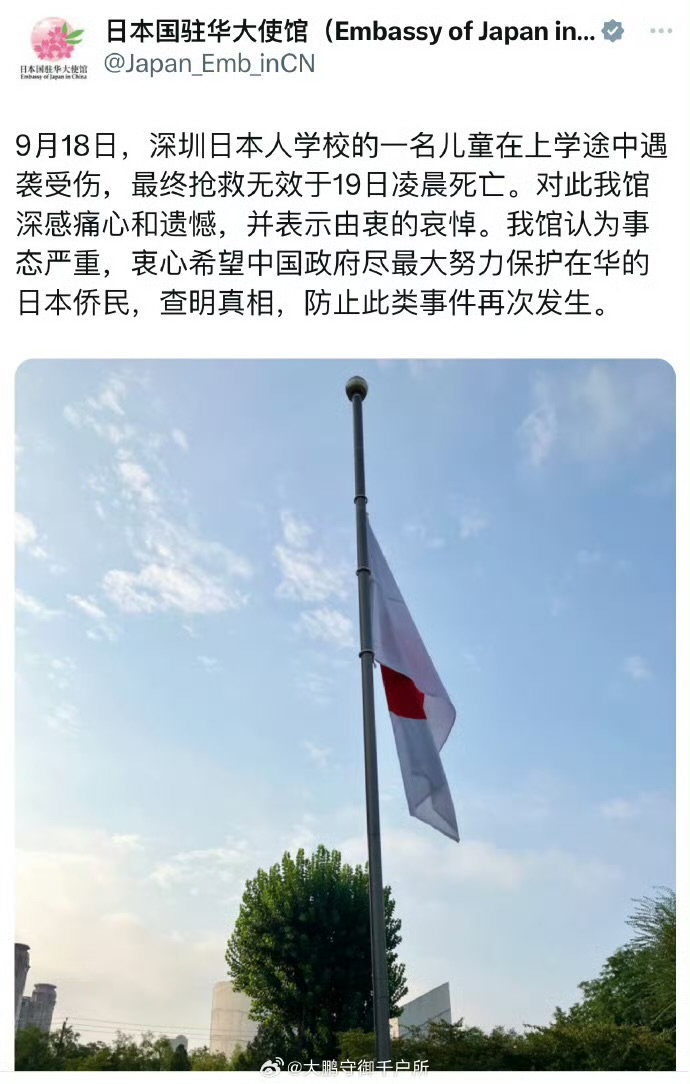 日本国驻华大使馆（Embassy of Japan in...
@Japan_Emb_inCN
日本国驻华大使馆
Embassy of Japan in China
9月18日，深圳日本人学校的一名儿童在上学途中遇
袭受伤，最终抢救无效于19日凌晨死亡。对此我馆
深感痛心和遗憾，并表示由衷的哀悼。我馆认为事
态严重，衷心希望中国政府尽最大努力保护在华的
日本侨民，查明真相，防止此类事件再次发生。
@大鹏守御千户所